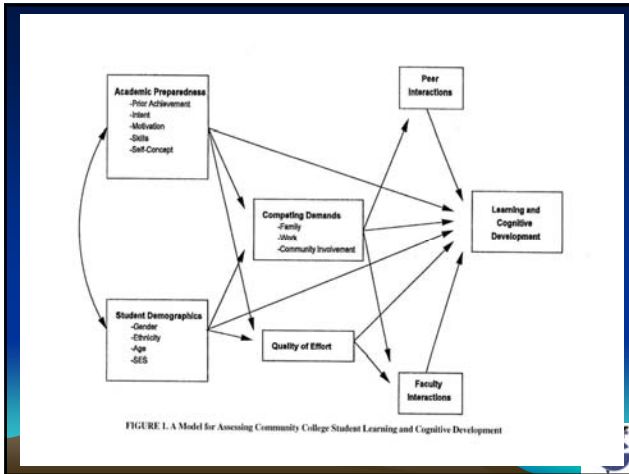 Academic Preparedness
-Prior Achievement
-Intent
-Motivation
-Skills
-Self-Concept
Peer
Interactions
Competing Demands
-Family
-Work
-Community Involvement
Learning and
Cognitive
Development
Student Demographics
-Gender
-Ethnicity
-Age
-SES
Quality of Effort
Faculty
Interactions
FIGURE 1. A Model for Assessing Community College Student Learning and Cognitive Development